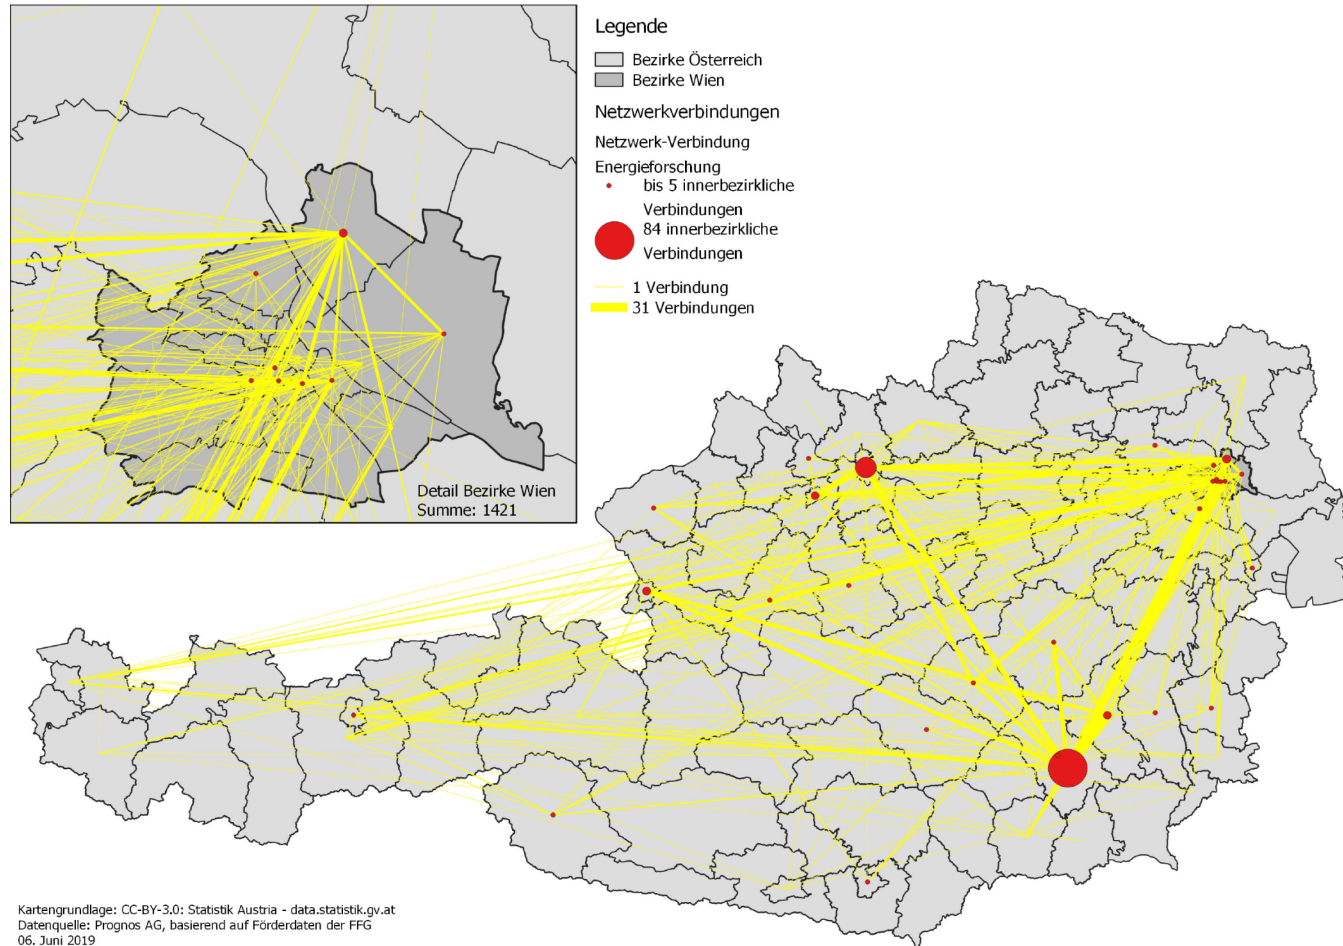 Legende
Bezirke Österreich
Bezirke Wien
Netzwerkverbindungen
Netzwerk-Verbindung
Energieforschung
bis 5 innerbezirkliche
Verbindungen
84 innerbezirkliche
Verbindungen
1 Verbindung
31 Verbindungen
Detail Bezirke Wien
Summe: 1421
Kartengrundlage: CC-BY-3.0: Statistik Austria - data.statistik.gv.at
Datenquelle: Prognos AG, basierend auf Förderdaten der FFG
06. Juni 2019